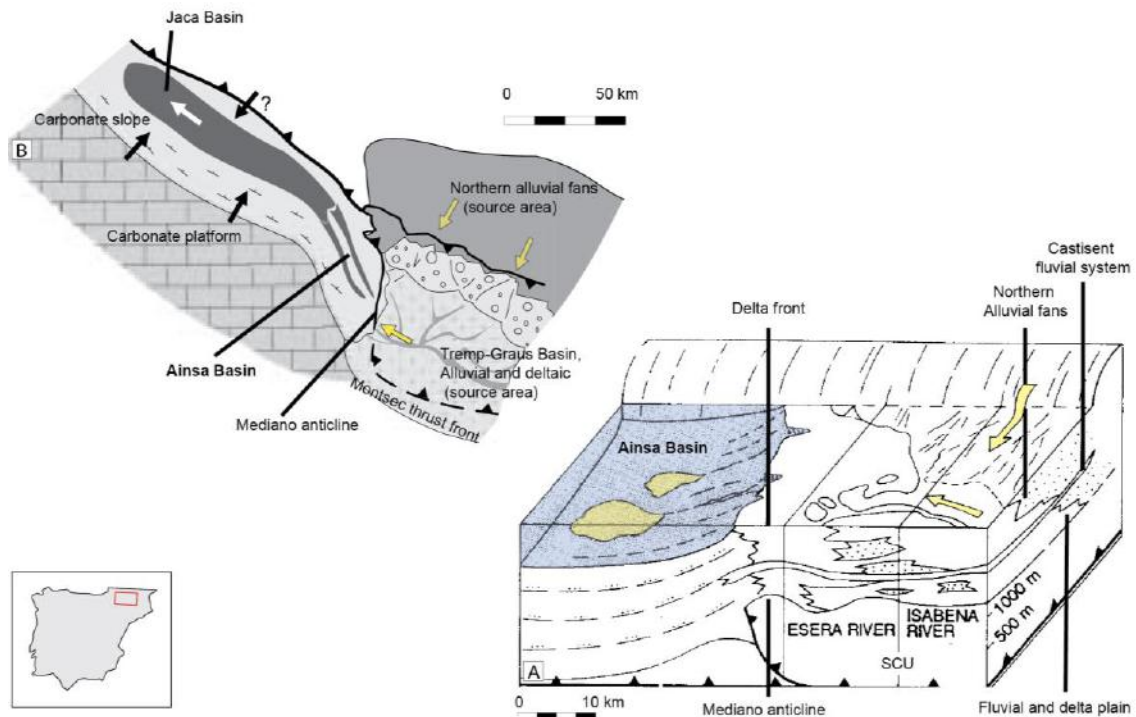 Jaca Basin
0
50 km
?
Carbonate slope
B
Northern alluvial fans
(source area)
Carbonate platform
Castisent
fluvial system
Northern
Alluvial fans
Delta front
Tremp-Graus Basin,
Alluvial and deltaic
(source area)
Ainsa Basin
Montsec thrust front
Mediano anticline
Ainsa Basin
1000 m
500 m
ESERA RIVER
ISABENA
RIVER
SCU
A
0
10 km
Mediano anticline
Fluvial and delta plain